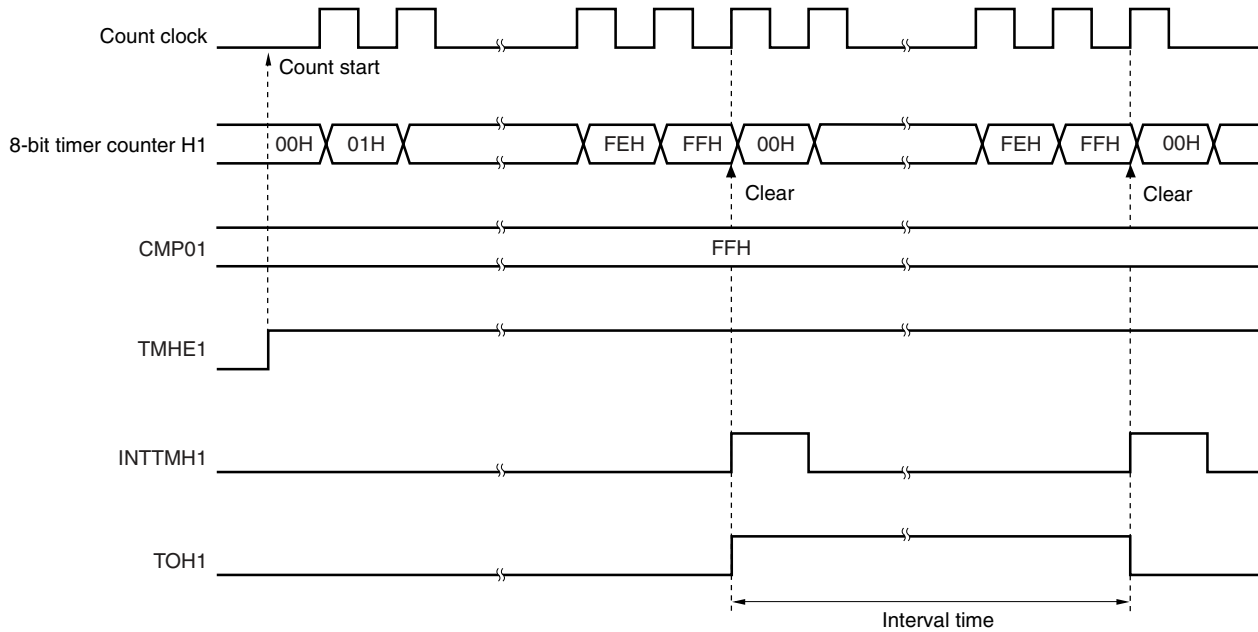 Count clock
Count start
8-bit timer counter H1
00H 01H FEH FFH 00H FEH FFH 00H
Clear Clear
CMP01
FFH
TMHE1
INTTMH1
TOH1
Interval time